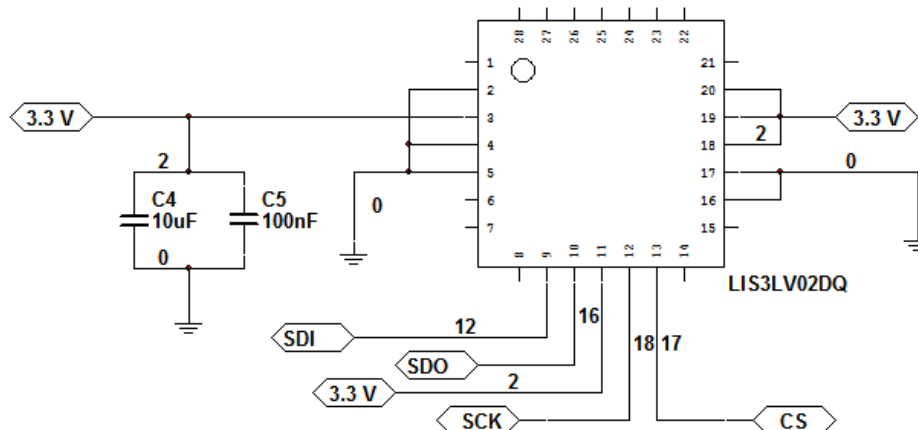 28 27 26 25 24 23 22
1 21
2 20
3.3 V 3 19 3.3 V
4 18 2
2 5 17 0
C4 C5 0 6 16
10uF 100nF 7 15
0
8 9 10 11 12 13 14
LIS3LV02DQ
SDI 12 16 18 17
SDO
3.3 V 2
SCK CS